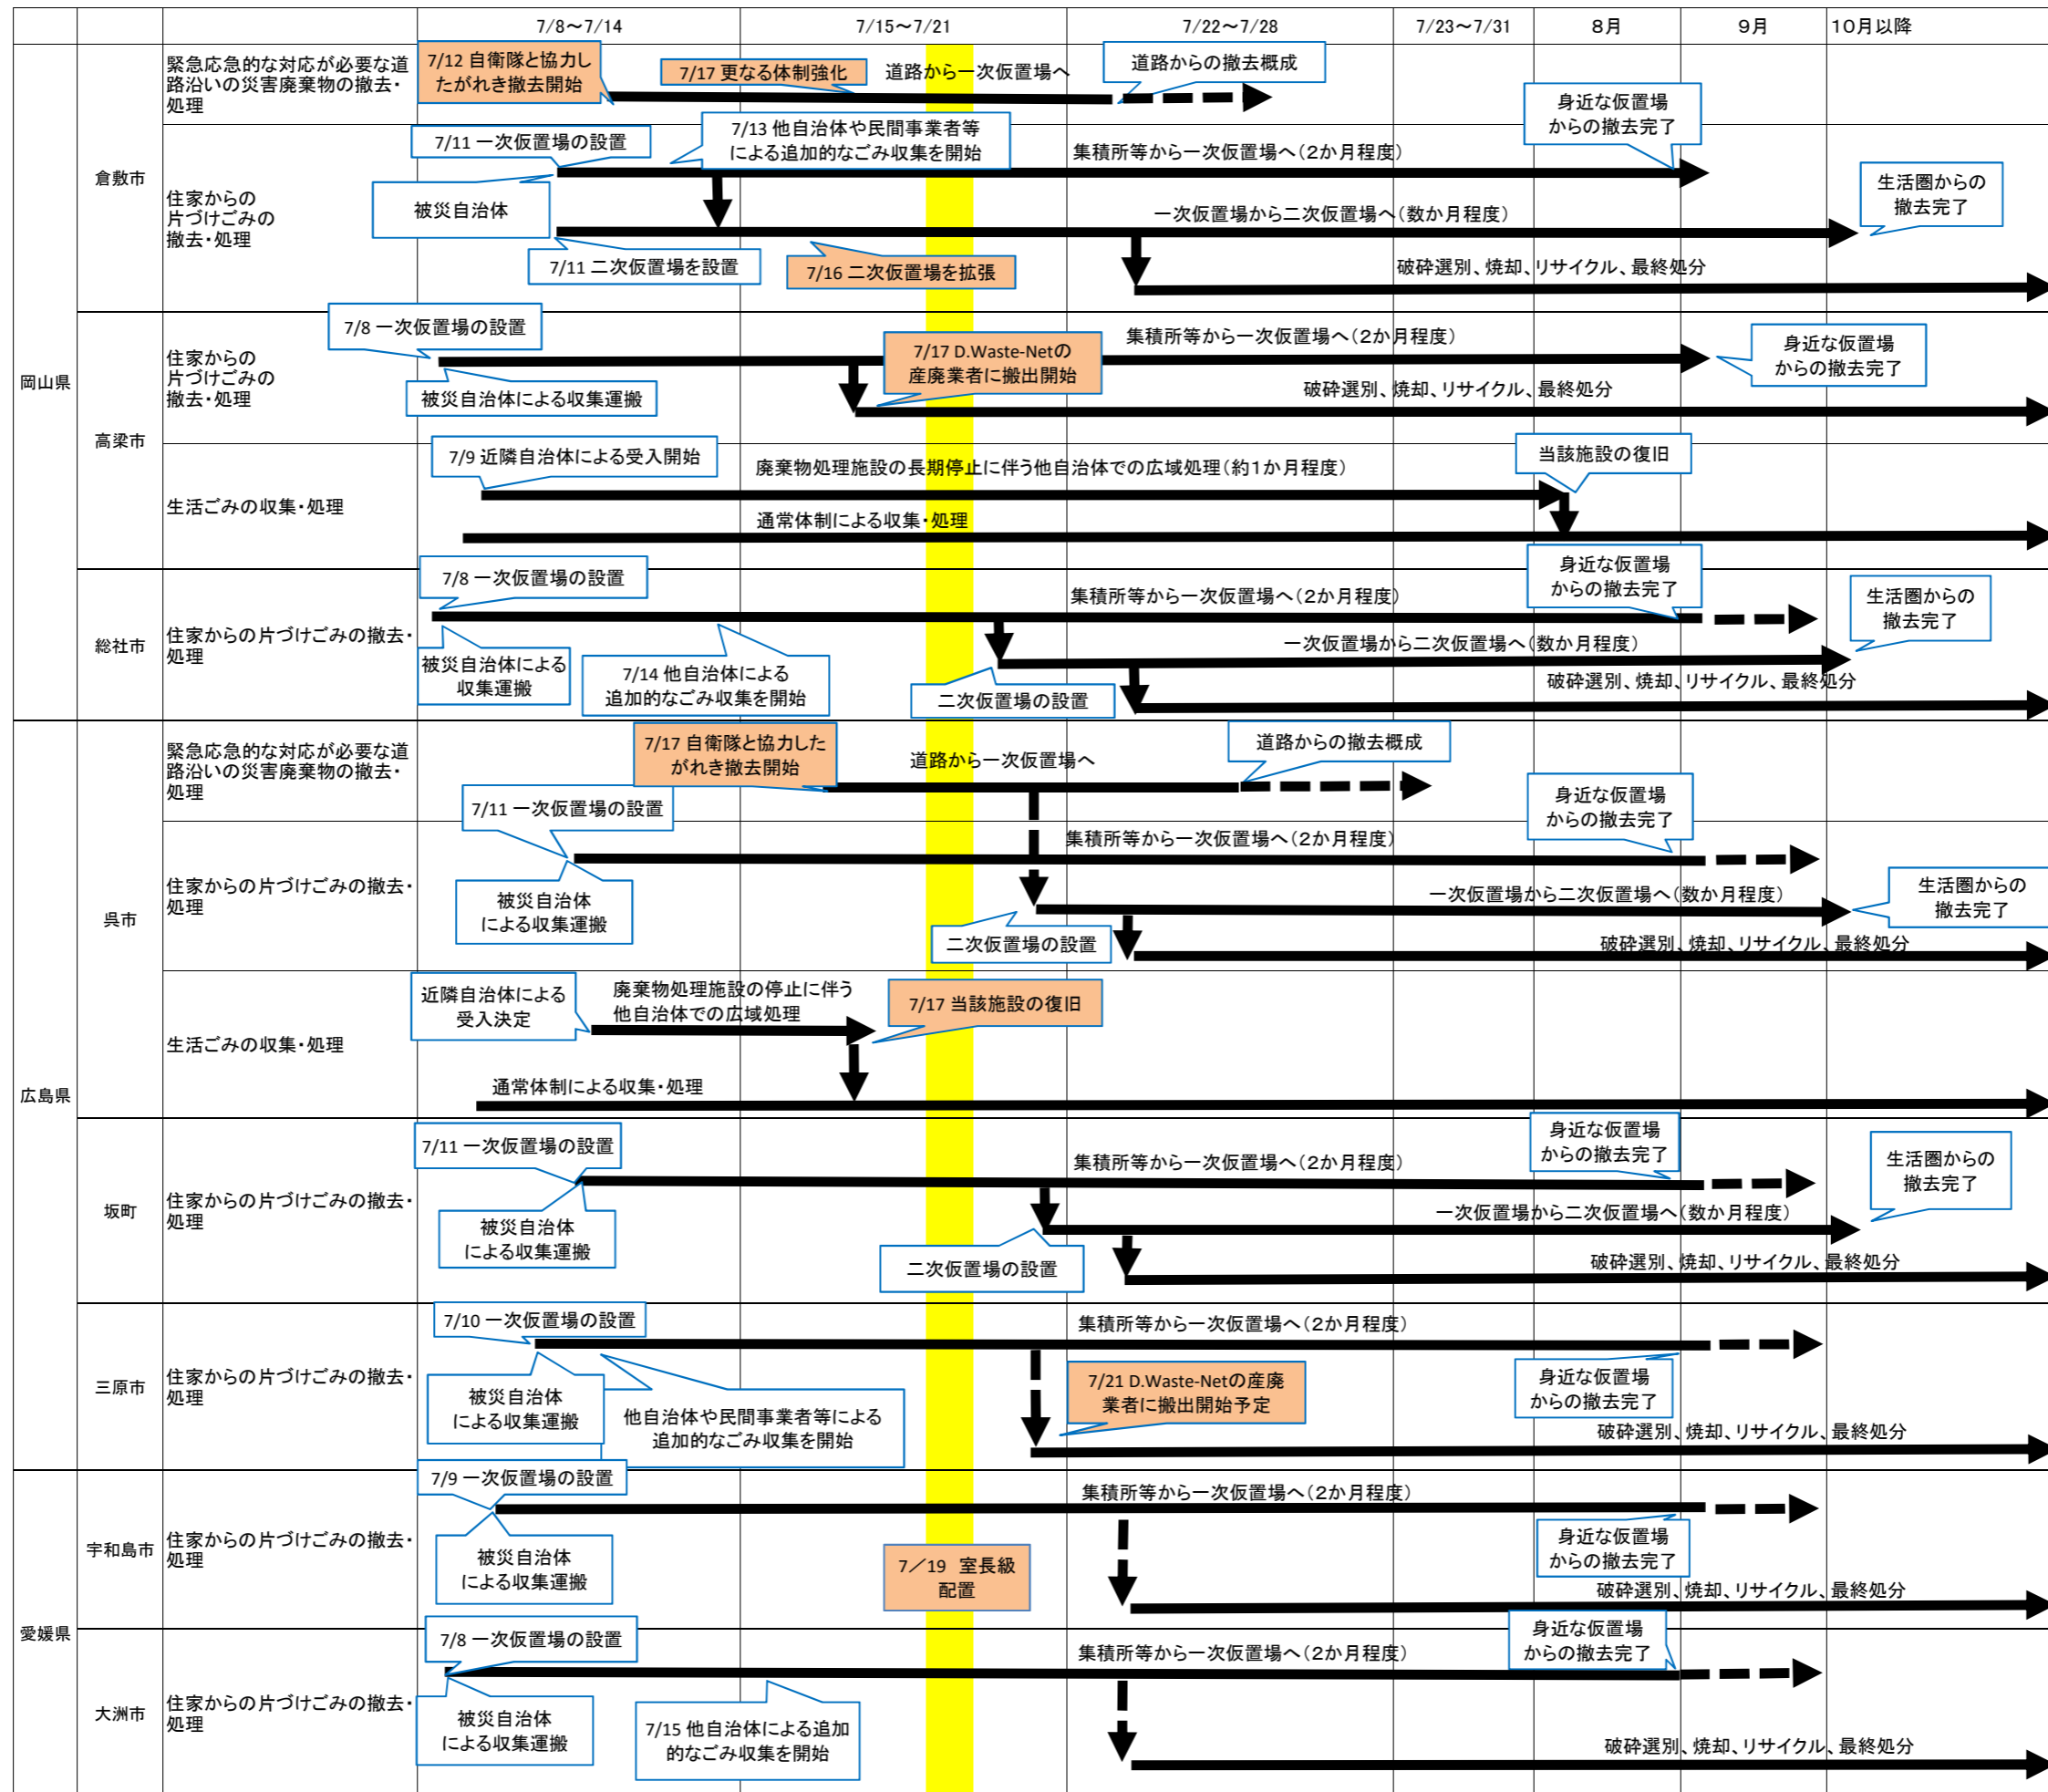 7/8～7/14
7/15～7/21
7/22～7/28
7/23～7/31
8月
9月
10月以降
岡山県
倉敷市
緊急応急的な対応が必要な道
路沿いの災害廃棄物の撤去・
処理
7/12 自衛隊と協力し
たがれき撤去開始
7/17 更なる体制強化
道路から一次仮置場へ
道路からの撤去概成
住家からの
片づけごみの
撤去・処理
7/11 一次仮置場の設置
7/13 他自治体や民間事業者等
による追加的なごみ収集を開始
集積所等から一次仮置場へ(2か月程度)
身近な仮置場
からの撤去完了
被災自治体
一次仮置場から二次仮置場へ(数か月程度)
生活圏からの
撤去完了
7/11 二次仮置場を設置
7/16 二次仮置場を拡張
破砕選別、焼却、リサイクル、最終処分
高梁市
住家からの
片づけごみの
撤去・処理
7/8 一次仮置場の設置
被災自治体による収集運搬
7/17 D.Waste-Netの
産廃業者に搬出開始
集積所等から一次仮置場へ(2か月程度)
身近な仮置場
からの撤去完了
破砕選別、焼却、リサイクル、最終処分
生活ごみの収集・処理
7/9 近隣自治体による受入開始
廃棄物処理施設の長期停止に伴う他自治体での広域処理(約1か月程度)
当該施設の復旧
通常体制による収集・処理
総社市
住家からの片づけごみの撤去・
処理
7/8 一次仮置場の設置
集積所等から一次仮置場へ(2か月程度)
身近な仮置場
からの撤去完了
生活圏からの
撤去完了
被災自治体による
収集運搬
7/14 他自治体による
追加的なごみ収集を開始
二次仮置場の設置
一次仮置場から二次仮置場へ(数か月程度)
破砕選別、焼却、リサイクル、最終処分
広島県
呉市
緊急応急的な対応が必要な道
路沿いの災害廃棄物の撤去・
処理
7/17 自衛隊と協力した
がれき撤去開始
道路から一次仮置場へ
道路からの撤去概成
住家からの片づけごみの撤去・
処理
7/11 一次仮置場の設置
集積所等から一次仮置場へ(2か月程度)
身近な仮置場
からの撤去完了
被災自治体
による収集運搬
二次仮置場の設置
一次仮置場から二次仮置場へ(数か月程度)
生活圏からの
撤去完了
破砕選別、焼却、リサイクル、最終処分
生活ごみの収集・処理
近隣自治体による
受入決定
廃棄物処理施設の停止に伴う
他自治体での広域処理
7/17 当該施設の復旧
通常体制による収集・処理
坂町
住家からの片づけごみの撤去・
処理
7/11 一次仮置場の設置
集積所等から一次仮置場へ(2か月程度)
身近な仮置場
からの撤去完了
生活圏からの
撤去完了
被災自治体
による収集運搬
二次仮置場の設置
一次仮置場から二次仮置場へ(数か月程度)
破砕選別、焼却、リサイクル、最終処分
三原市
住家からの片づけごみの撤去・
処理
7/10 一次仮置場の設置
集積所等から一次仮置場へ(2か月程度)
被災自治体
による収集運搬
他自治体や民間事業者等による
追加的なごみ収集を開始
7/21 D.Waste-Netの産廃
業者に搬出開始予定
身近な仮置場
からの撤去完了
破砕選別、焼却、リサイクル、最終処分
愛媛県
宇和島市
住家からの片づけごみの撤去・
処理
7/9 一次仮置場の設置
集積所等から一次仮置場へ(2か月程度)
被災自治体
による収集運搬
7／19 室長級
配置
身近な仮置場
からの撤去完了
破砕選別、焼却、リサイクル、最終処分
大洲市
住家からの片づけごみの撤去・
処理
7/8 一次仮置場の設置
集積所等から一次仮置場へ(2か月程度)
身近な仮置場
からの撤去完了
被災自治体
による収集運搬
7/15 他自治体による追加
的なごみ収集を開始
破砕選別、焼却、リサイクル、最終処分